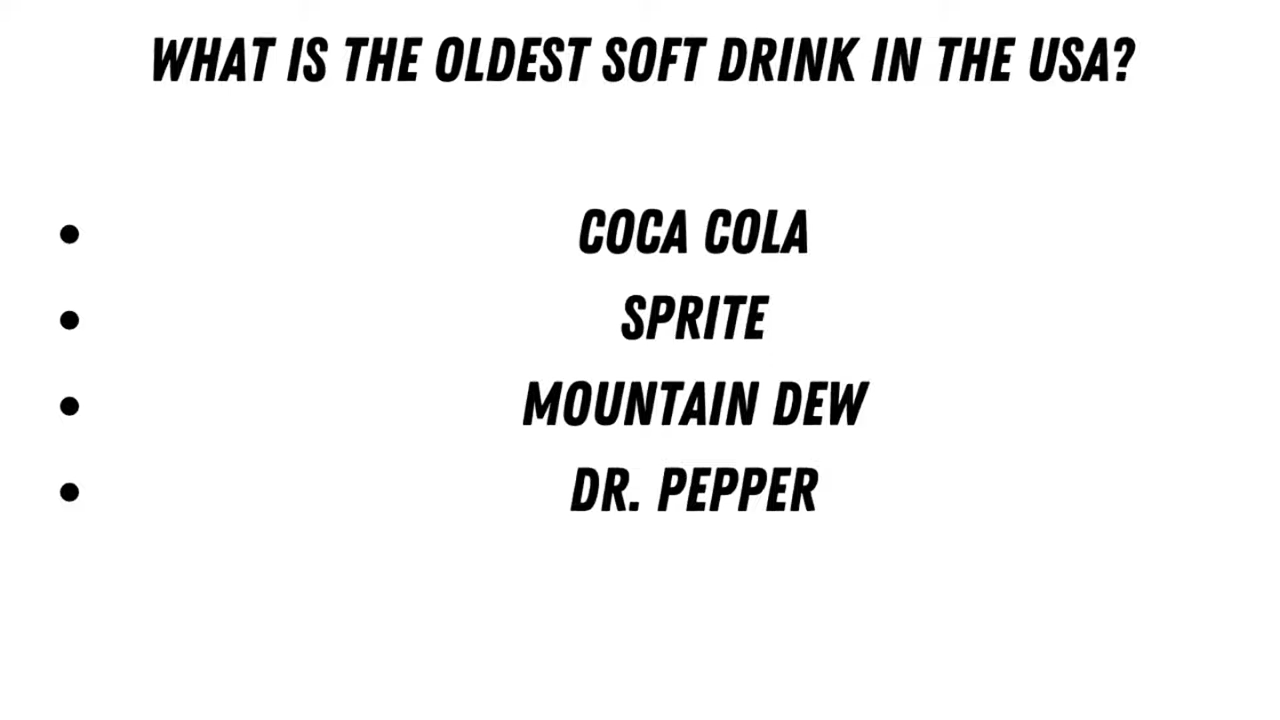 WHAT IS THE OLDEST SOFT DRINK IN THE USA?
• COCA COLA
• SPRITE
• MOUNTAIN DEW
• DR. PEPPER